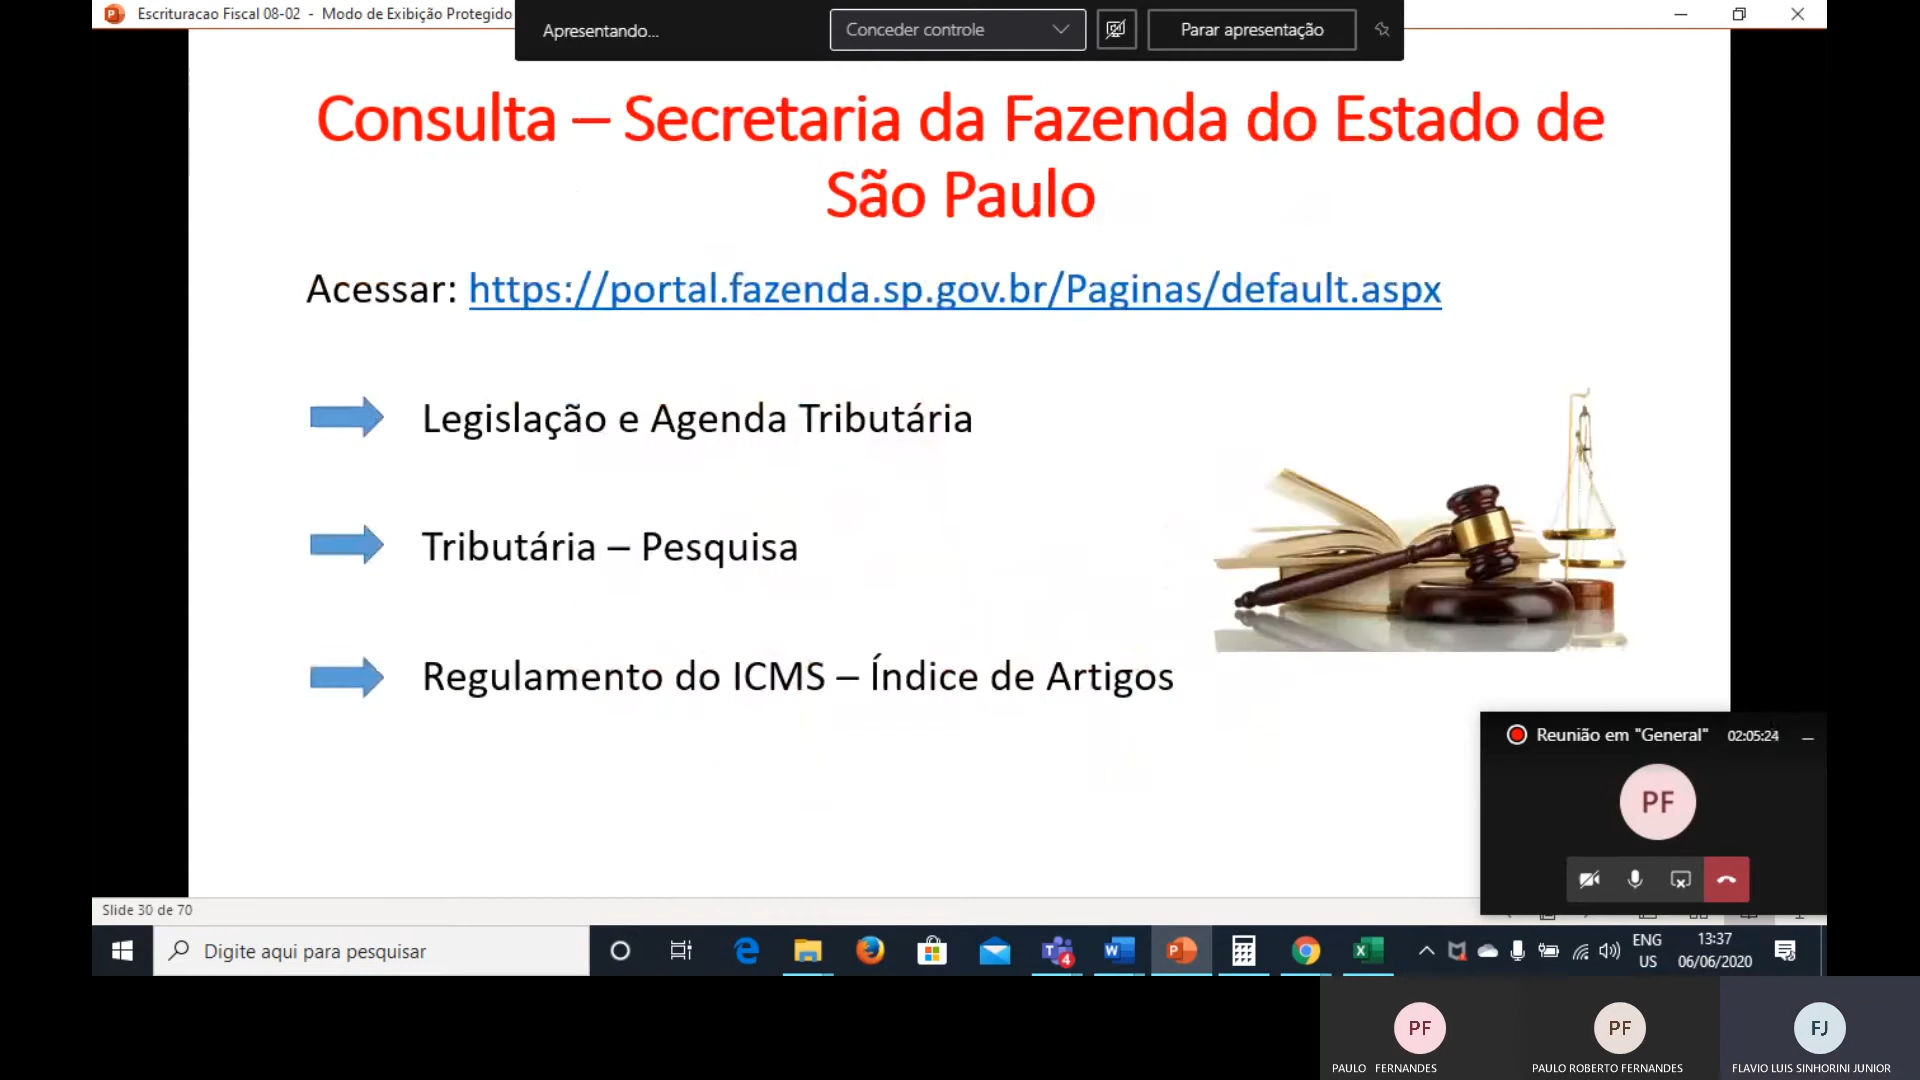 Escrituracao Fiscal 08-02 - Modo de Exibição Protegido
Apresentando...
Conceder controle
Parar apresentação
Consulta – Secretaria da Fazenda do Estado de
São Paulo
Acessar: https://portal.fazenda.sp.gov.br/Paginas/default.aspx
Legislação e Agenda Tributária
Tributária – Pesquisa
Regulamento do ICMS – Índice de Artigos
Reunião em "General" 02:05:24
PF
Slide 30 de 70
Digite aqui para pesquisar
4
ENG
US
13:37
06/06/2020
PF
PAULO FERNANDES
PF
PAULO ROBERTO FERNANDES
FJ
FLAVIO LUIS SINHORINI JUNIOR